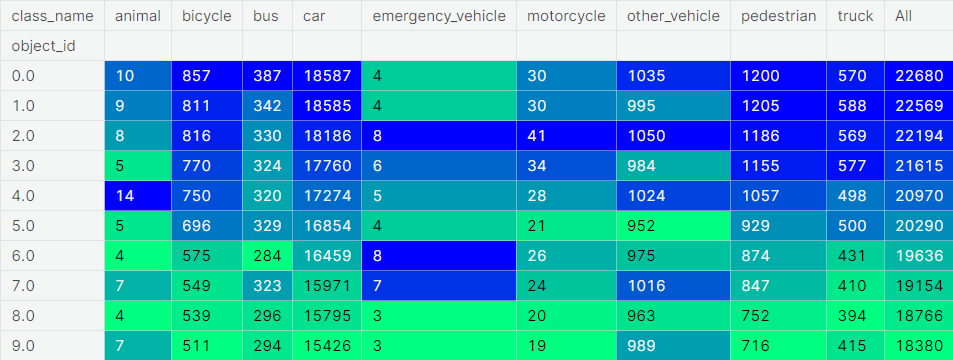 class_name animal bicycle bus car emergency_vehicle motorcycle other_vehicle pedestrian truck All
object_id
0.0 10 857 387 18587 4 30 1035 1200 570 22680
1.0 9 811 342 18585 4 30 995 1205 588 22569
2.0 8 816 330 18186 8 41 1050 1186 569 22194
3.0 5 770 324 17760 6 34 984 1155 577 21615
4.0 14 750 320 17274 5 28 1024 1057 498 20970
5.0 5 696 329 16854 4 21 952 929 500 20290
6.0 4 575 284 16459 8 26 975 874 431 19636
7.0 7 549 323 15971 7 24 1016 847 410 19154
8.0 4 539 296 15795 3 20 963 752 394 18766
9.0 7 511 294 15426 3 19 989 716 415 18380